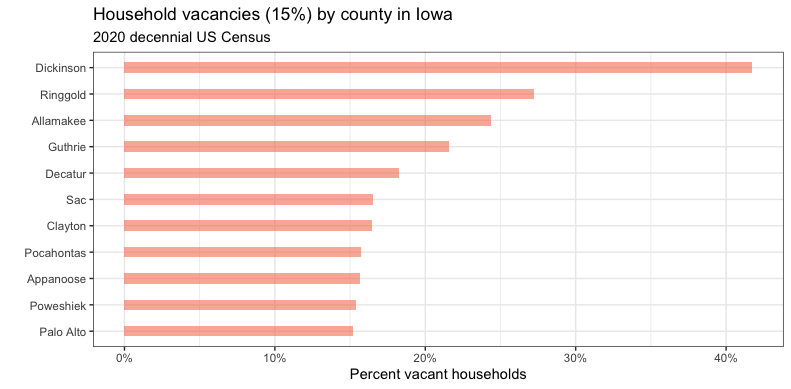 Household vacancies (15%) by county in Iowa
2020 decennial US Census
Dickinson
Ringgold
Allamakee
Guthrie
Decatur
Sac
Clayton
Pocahontas
Appanoose
Poweshiek
Palo Alto
0% 10% 20% 30% 40%
Percent vacant households